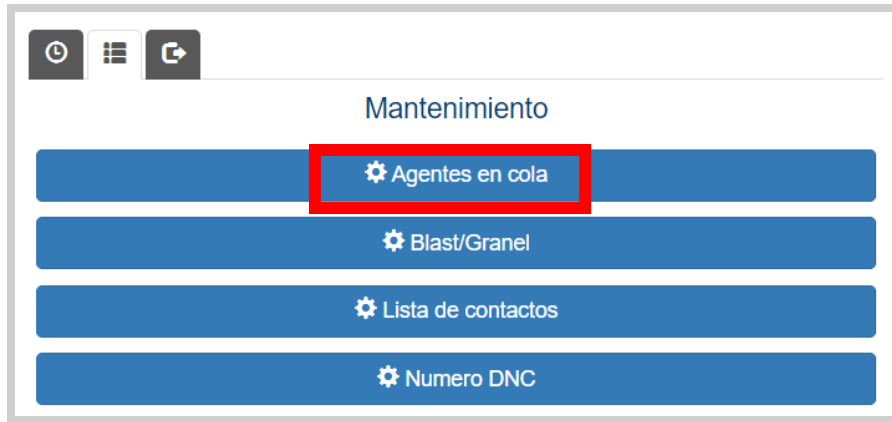 Mantenimiento
Agentes en cola
Blast/Granel
Lista de contactos
Numero DNC